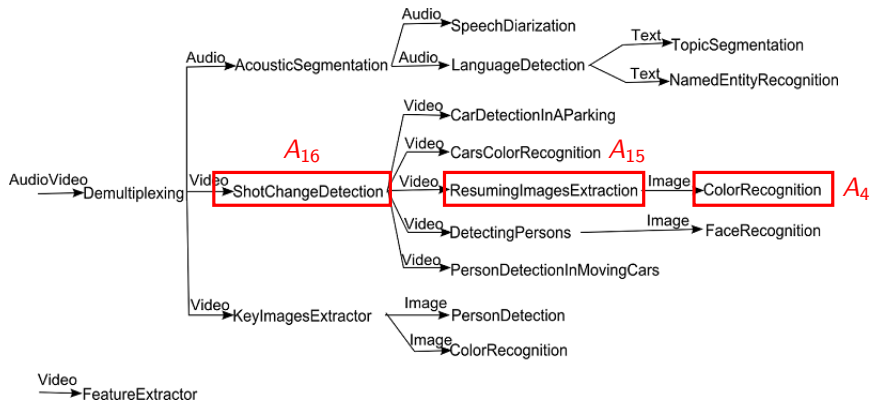 Audio SpeechDiarization
Audio AcousticSegmentation Audio LanguageDetection
Text TopicSegmentation
Text NamedEntityRecognition
Video CarDetectionInAParking
A16 Video CarsColorRecognition A15
AudioVideo Demultiplexing Video ShotChangeDetection Video ResumingImagesExtraction Image ColorRecognition A4
Video DetectingPersons Image FaceRecognition
Video PersonDetectionInMovingCars
Video KeyImagesExtractor Image PersonDetection
Image ColorRecognition
Video FeatureExtractor